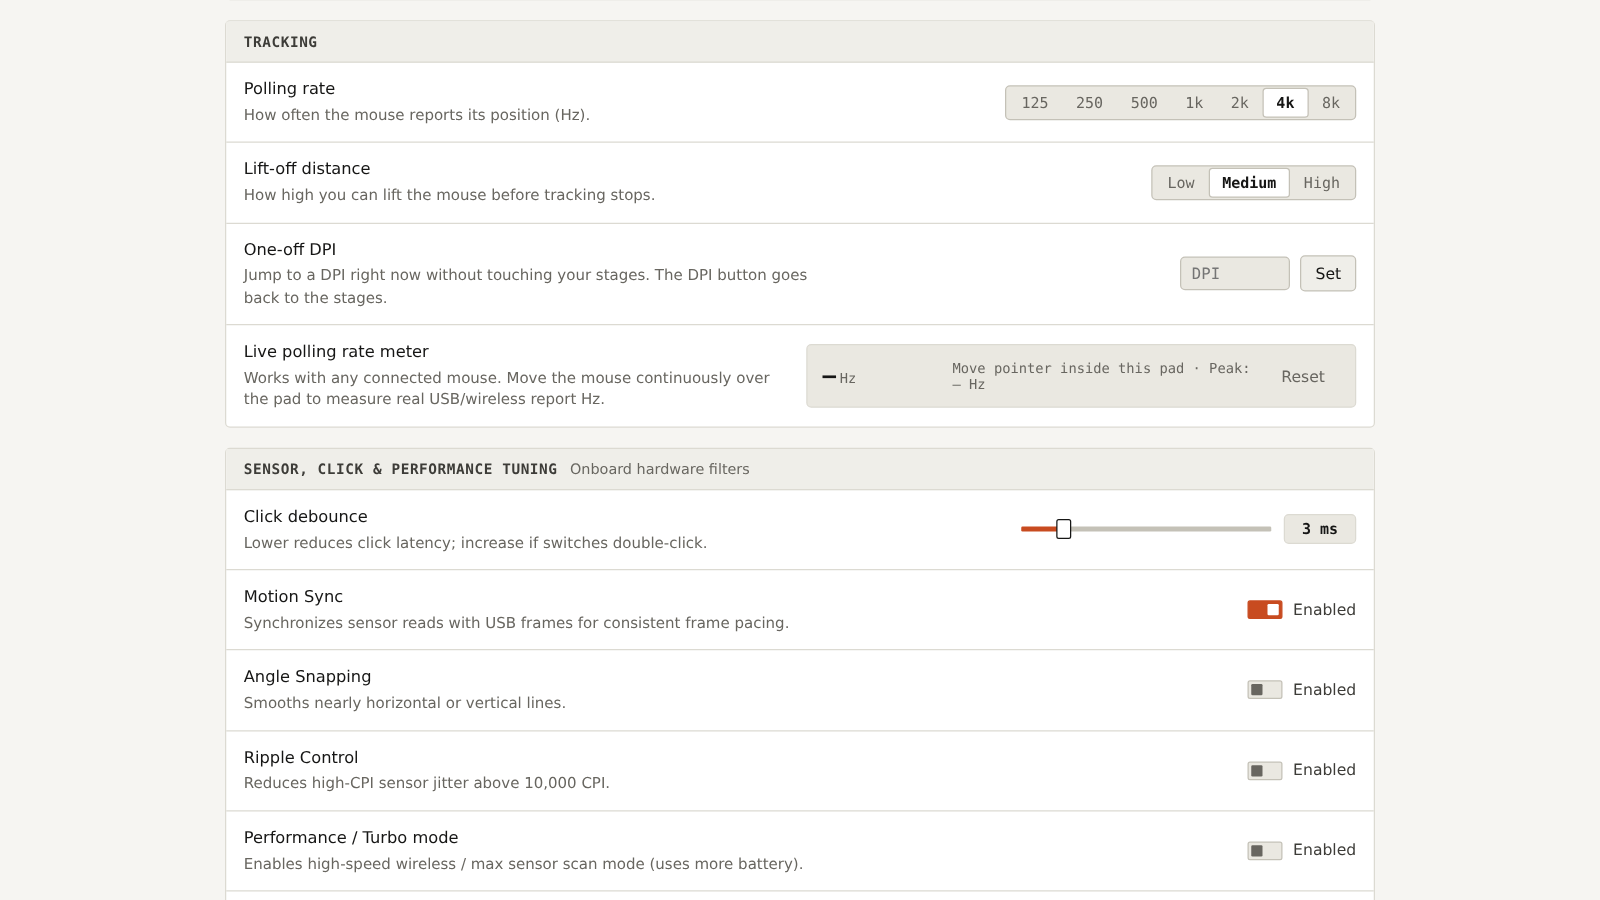 TRACKING
Polling rate
How often the mouse reports its position (Hz).
125 250 500 1k 2k 4k 8k
Lift-off distance
How high you can lift the mouse before tracking stops.
Low Medium High
One-off DPI
Jump to a DPI right now without touching your stages. The DPI button goes
back to the stages.
DPI Set
Live polling rate meter
Works with any connected mouse. Move the mouse continuously over
the pad to measure real USB/wireless report Hz.
— Hz
Move pointer inside this pad · Peak:
— Hz
Reset
SENSOR, CLICK & PERFORMANCE TUNING Onboard hardware filters
Click debounce
Lower reduces click latency; increase if switches double-click.
3 ms
Motion Sync
Synchronizes sensor reads with USB frames for consistent frame pacing.
Enabled
Angle Snapping
Smooths nearly horizontal or vertical lines.
Enabled
Ripple Control
Reduces high-CPI sensor jitter above 10,000 CPI.
Enabled
Performance / Turbo mode
Enables high-speed wireless / max sensor scan mode (uses more battery).
Enabled